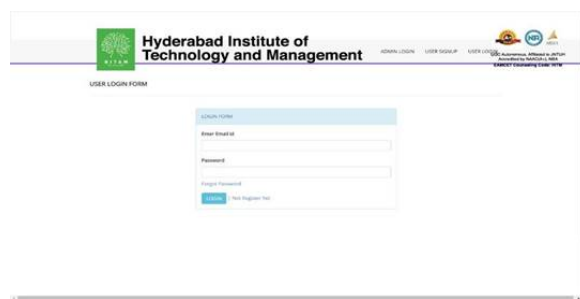 HITAM
Hyderabad Institute of
Technology and Management
ADMIN LOGIN USER SIGNUP USER LOGIN
UGC Autonomous, Affiliated to JNTUH
Accredited by NAAC(A+), NBA
EAMCET Counseling Code: HITM
USER LOGIN FORM
LOGIN FORM
Enter Email id
Password
Forgot Password
LOGIN | Not Register Yet